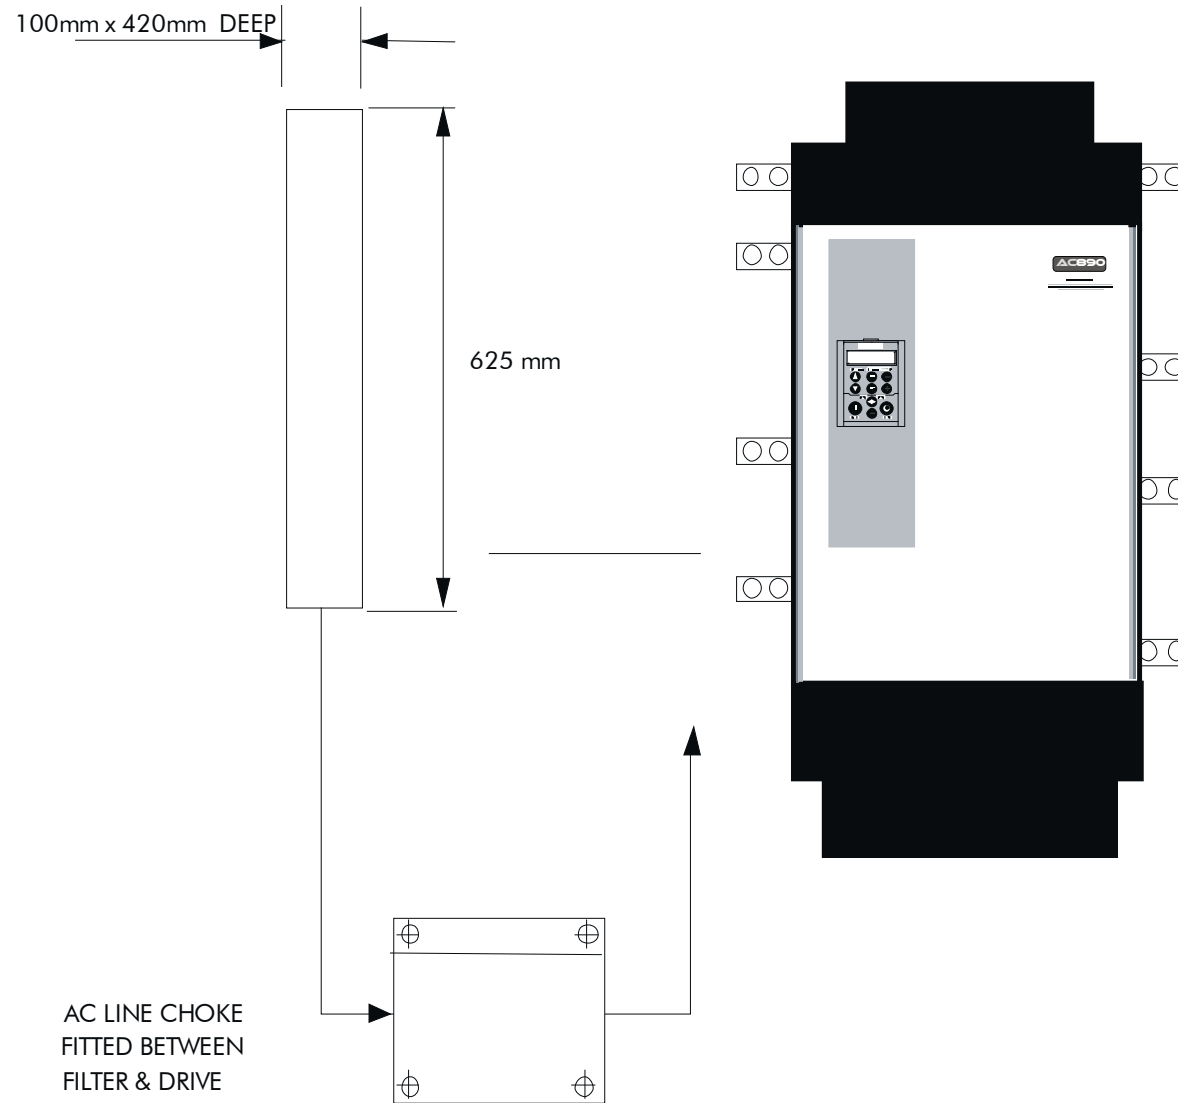 100mm x 420mm DEEP
AC890
625 mm
AC LINE CHOKE
FITTED BETWEEN
FILTER & DRIVE